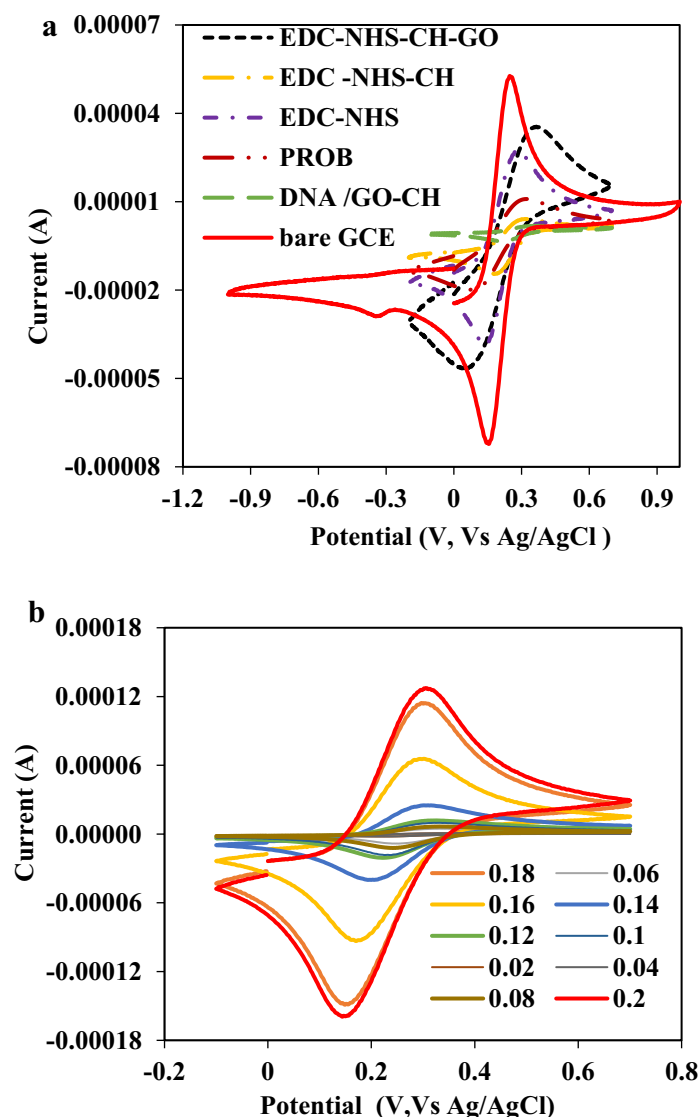 a
0.00007
0.00004
0.00001
-0.00002
-0.00005
-0.00008
Current (A)
EDC-NHS-CH-GO
EDC -NHS-CH
EDC-NHS
PROB
DNA /GO-CH
bare GCE
-1.2 -0.9 -0.6 -0.3 0 0.3 0.6 0.9
Potential (V, Vs Ag/AgCl )
b
0.00018
0.00012
0.00006
0.00000
-0.00006
-0.00012
-0.00018
Current (A)
0.18 0.06
0.16 0.14
0.12 0.1
0.02 0.04
0.08 0.2
-0.2 0 0.2 0.4 0.6 0.8
Potential (V,Vs Ag/AgCl)